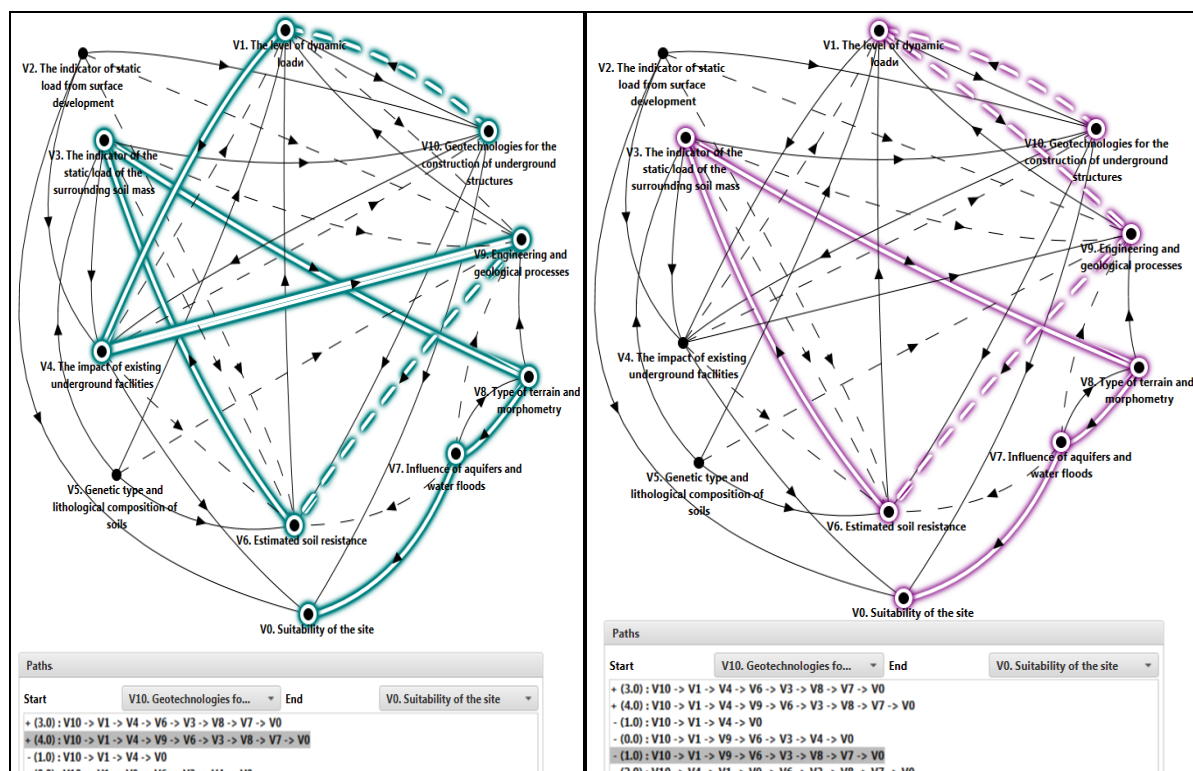 V1. The level of dynamic
loadи
V2. The indicator of static
load from surface
development
V3. The indicator of the
static load of the
surrounding soil mass
V10. Geotechnologies for the
construction of underground
structures
V9. Engineering and
geological processes
V4. The impact of existing
underground facilities
V8. Type of terrain and
morphometry
V7. Influence of aquifers and
water floods
V5. Genetic type and
lithological composition of
soils
V6. Estimated soil resistance
V0. Suitability of the site
Paths
Start V10. Geotechnologies fo... End V0. Suitability of the site
+ (3.0) : V10 -> V1 -> V4 -> V6 -> V3 -> V8 -> V7 -> V0
+ (4.0) : V10 -> V1 -> V4 -> V9 -> V6 -> V3 -> V8 -> V7 -> V0
- (1.0) : V10 -> V1 -> V4 -> V0
V1. The level of dynamic
loadи
V2. The indicator of static
load from surface
development
V3. The indicator of the
static load of the
surrounding soil mass
V10. Geotechnologies for the
construction of underground
structures
V9. Engineering and
geological processes
V4. The impact of existing
underground facilities
V8. Type of terrain and
morphometry
V7. Influence of aquifers and
water floods
V5. Genetic type and
lithological composition of
soils
V6. Estimated soil resistance
V0. Suitability of the site
Paths
Start V10. Geotechnologies fo... End V0. Suitability of the site
+ (3.0) : V10 -> V1 -> V4 -> V6 -> V3 -> V8 -> V7 -> V0
+ (4.0) : V10 -> V1 -> V4 -> V9 -> V6 -> V3 -> V8 -> V7 -> V0
- (1.0) : V10 -> V1 -> V4 -> V0
- (0.0) : V10 -> V1 -> V9 -> V6 -> V3 -> V4 -> V0
- (1.0) : V10 -> V1 -> V9 -> V6 -> V3 -> V8 -> V7 -> V0